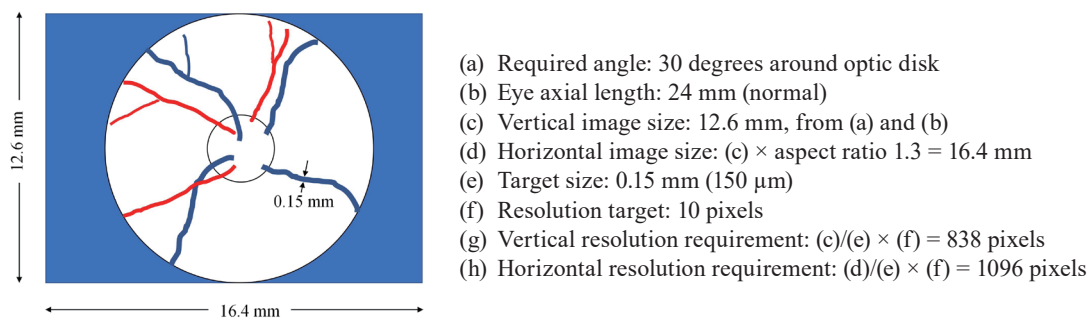 12.6 mm
0.15 mm
16.4 mm
(a) Required angle: 30 degrees around optic disk
(b) Eye axial length: 24 mm (normal)
(c) Vertical image size: 12.6 mm, from (a) and (b)
(d) Horizontal image size: (c) × aspect ratio 1.3 = 16.4 mm
(e) Target size: 0.15 mm (150 µm)
(f) Resolution target: 10 pixels
(g) Vertical resolution requirement: (c)/(e) × (f) = 838 pixels
(h) Horizontal resolution requirement: (d)/(e) × (f) = 1096 pixels